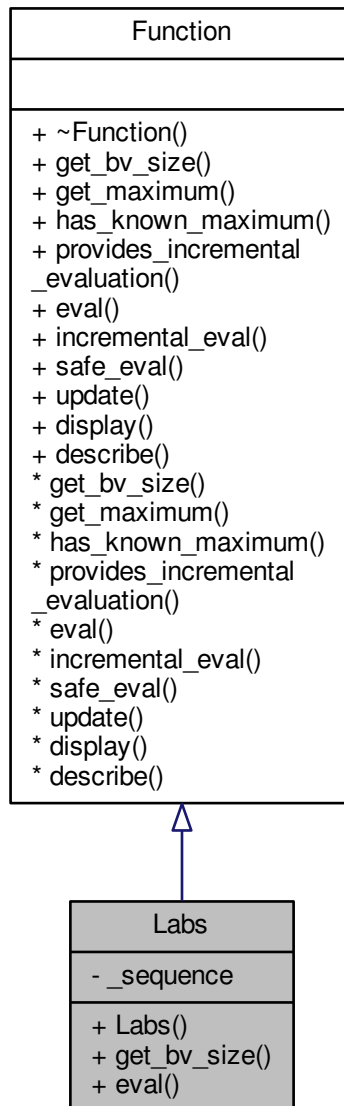 Function
+ ~Function()
+ get_bv_size()
+ get_maximum()
+ has_known_maximum()
+ provides_incremental
_evaluation()
+ eval()
+ incremental_eval()
+ safe_eval()
+ update()
+ display()
+ describe()
* get_bv_size()
* get_maximum()
* has_known_maximum()
* provides_incremental
_evaluation()
* eval()
* incremental_eval()
* safe_eval()
* update()
* display()
* describe()
Labs
- _sequence
+ Labs()
+ get_bv_size()
+ eval()